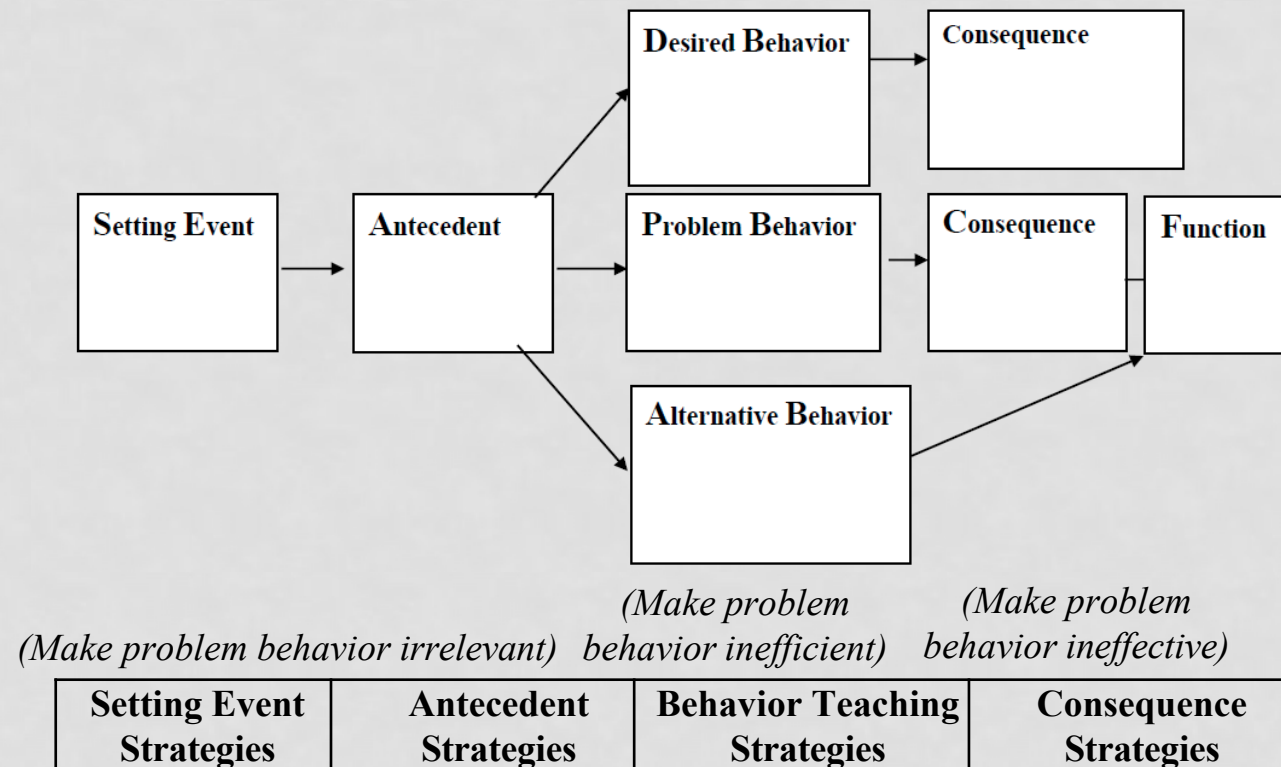 Desired Behavior
Consequence
Setting Event
Antecedent
Problem Behavior
Consequence
Function
Alternative Behavior
(Make problem behavior irrelevant)
(Make problem
behavior inefficient)
(Make problem
behavior ineffective)
Setting Event
Strategies
Antecedent
Strategies
Behavior Teaching
Strategies
Consequence
Strategies